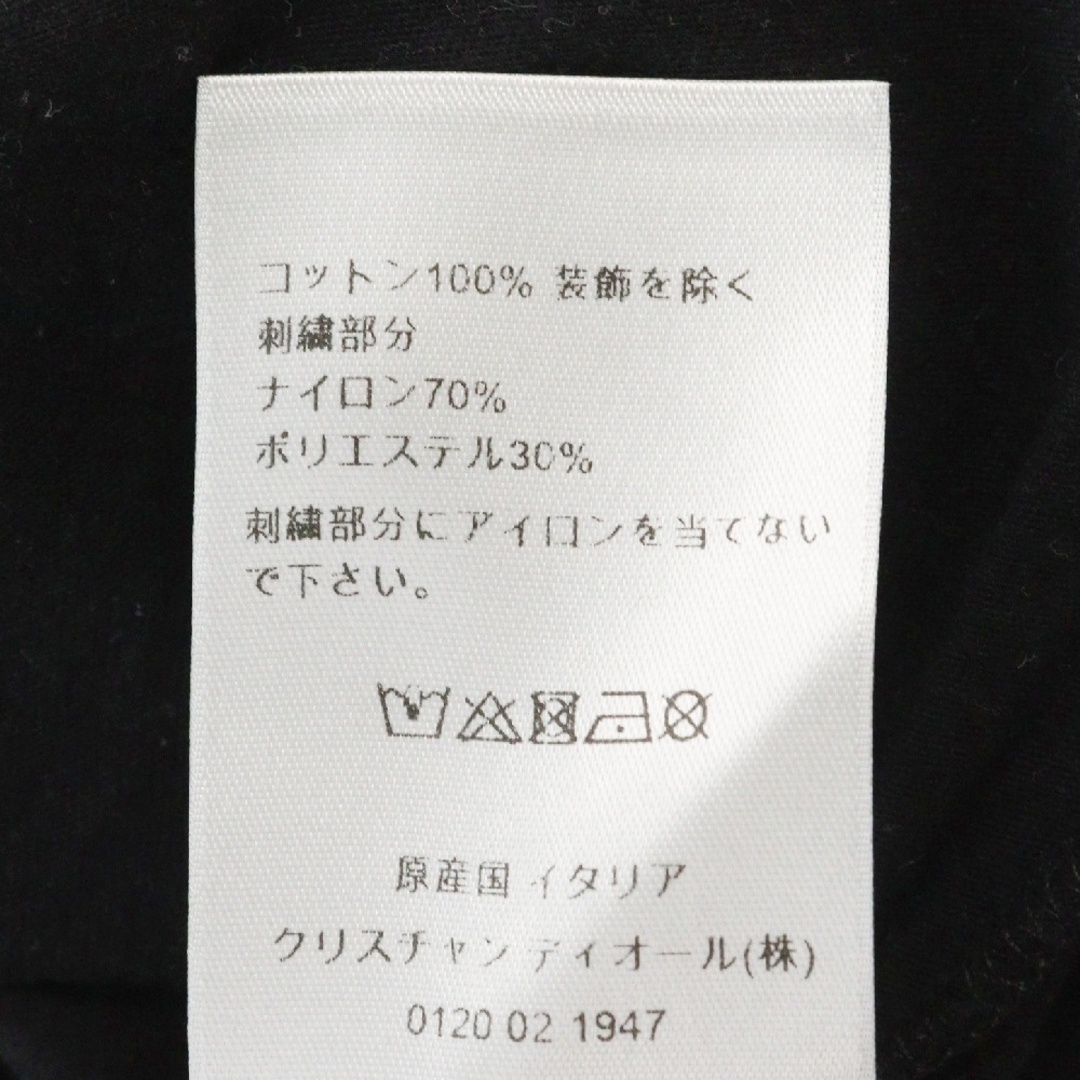 コットン100% 装飾を除く
刺繍部分
ナイロン70%
ポリエステル30%
刺繍部分にアイロンを当てない
で下さい。
原産国 イタリア
クリスチャン ディオール(株)
0120 02 1947